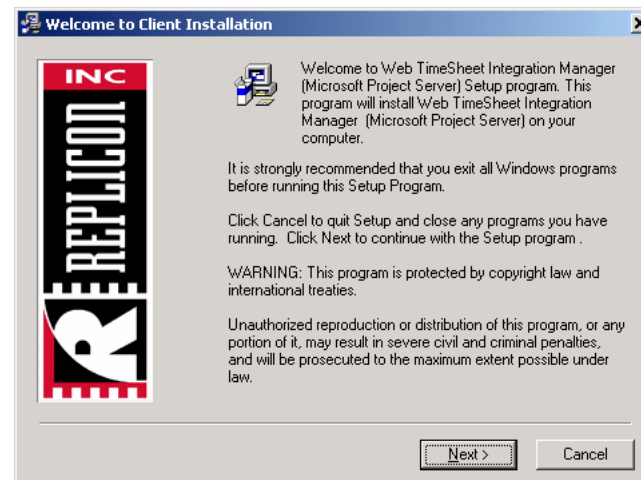 Welcome to Client Installation
INC
REPLICON
R
Welcome to Web TimeSheet Integration Manager
(Microsoft Project Server) Setup program. This
program will install Web TimeSheet Integration
Manager (Microsoft Project Server) on your
computer.
It is strongly recommended that you exit all Windows programs
before running this Setup Program.
Click Cancel to quit Setup and close any programs you have
running. Click Next to continue with the Setup program .
WARNING: This program is protected by copyright law and
international treaties.
Unauthorized reproduction or distribution of this program, or any
portion of it, may result in severe civil and criminal penalties,
and will be prosecuted to the maximum extent possible under
law.
Next >
Cancel